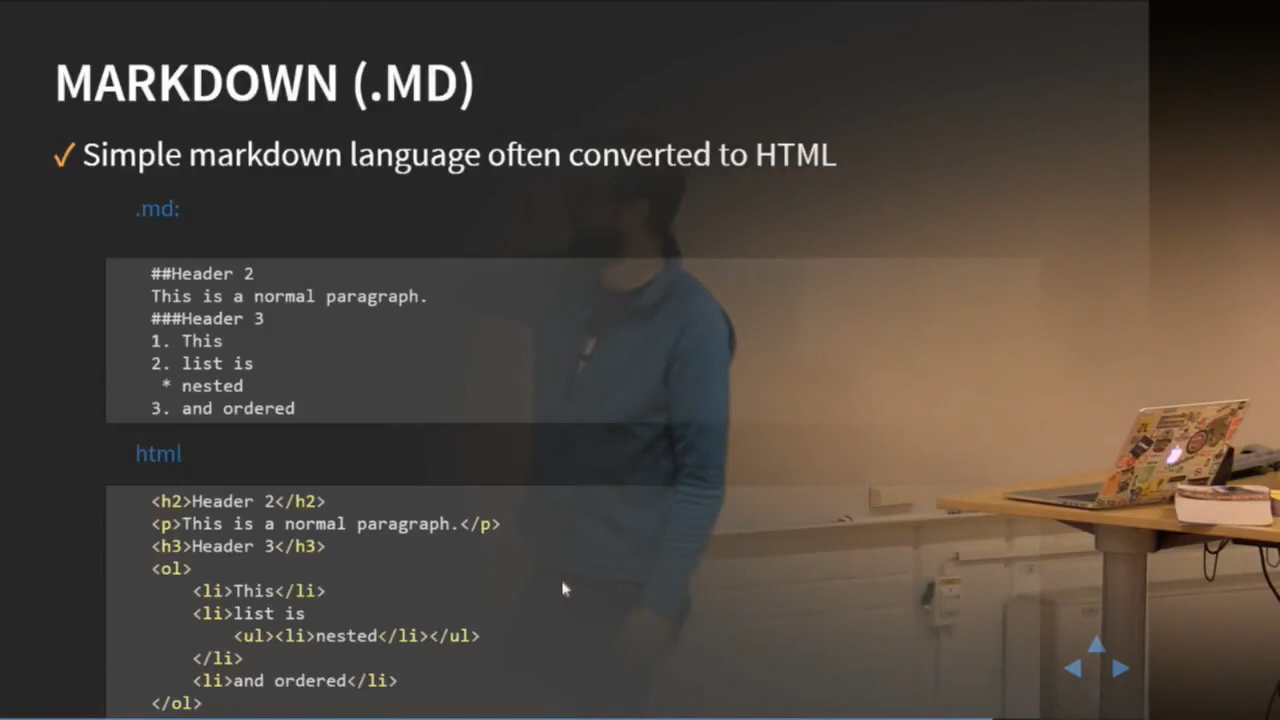 MARKDOWN (.MD)
✓ Simple markdown language often converted to HTML
.md:
##Header 2
This is a normal paragraph.
###Header 3
1. This
2. list is
 * nested
3. and ordered
html
<h2>Header 2</h2>
<p>This is a normal paragraph.</p>
<h3>Header 3</h3>
<ol>
    <li>This</li>
    <li>list is
        <ul><li>nested</li></ul>
    </li>
    <li>and ordered</li>
</ol>